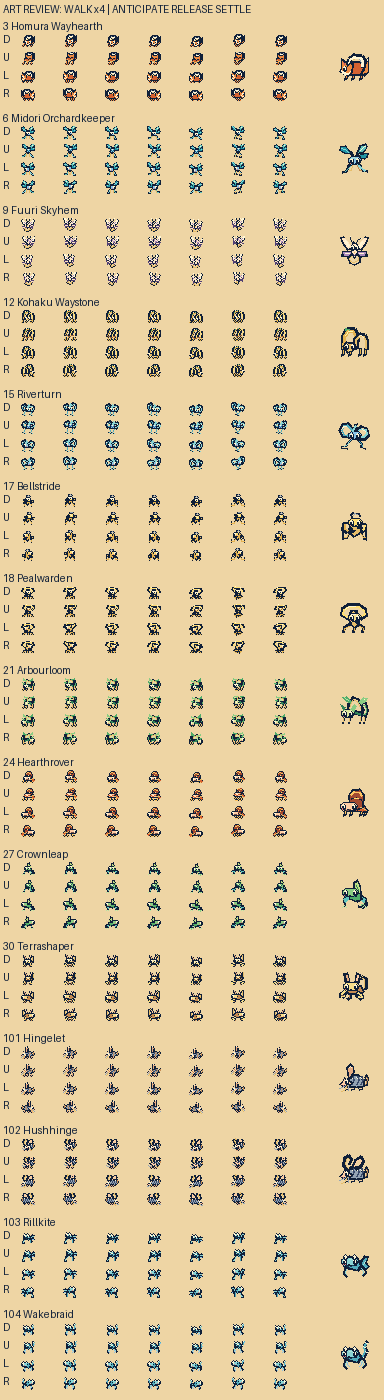 ART REVIEW: WALK x4 | ANTICIPATE RELEASE SETTLE
3 Homura Wayhearth
D
U
L
R
6 Midori Orchardkeeper
D
U
L
R
9 Fuuri Skyhem
D
U
L
R
12 Kohaku Waystone
D
U
L
R
15 Riverturn
D
U
L
R
17 Bellstride
D
U
L
R
18 Pealwarden
D
U
L
R
21 Arbourloom
D
U
L
R
24 Hearthrover
D
U
L
R
27 Crownleap
D
U
L
R
30 Terrashaper
D
U
L
R
101 Hingelet
D
U
L
R
102 Hushhinge
D
U
L
R
103 Rillkite
D
U
L
R
104 Wakebraid
D
U
L
R